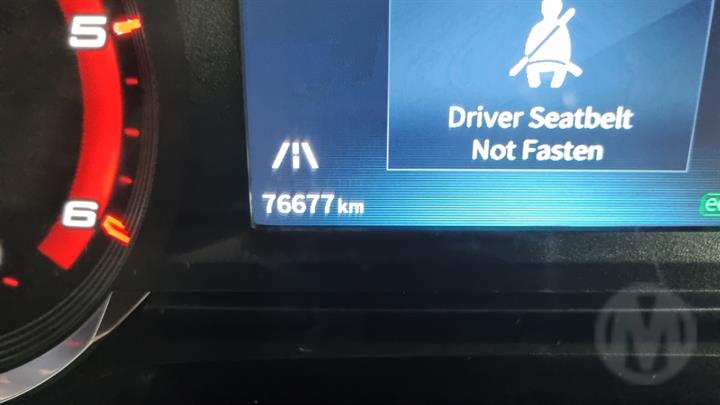 5
6
Driver Seatbelt
Not Fasten
76677 km
M